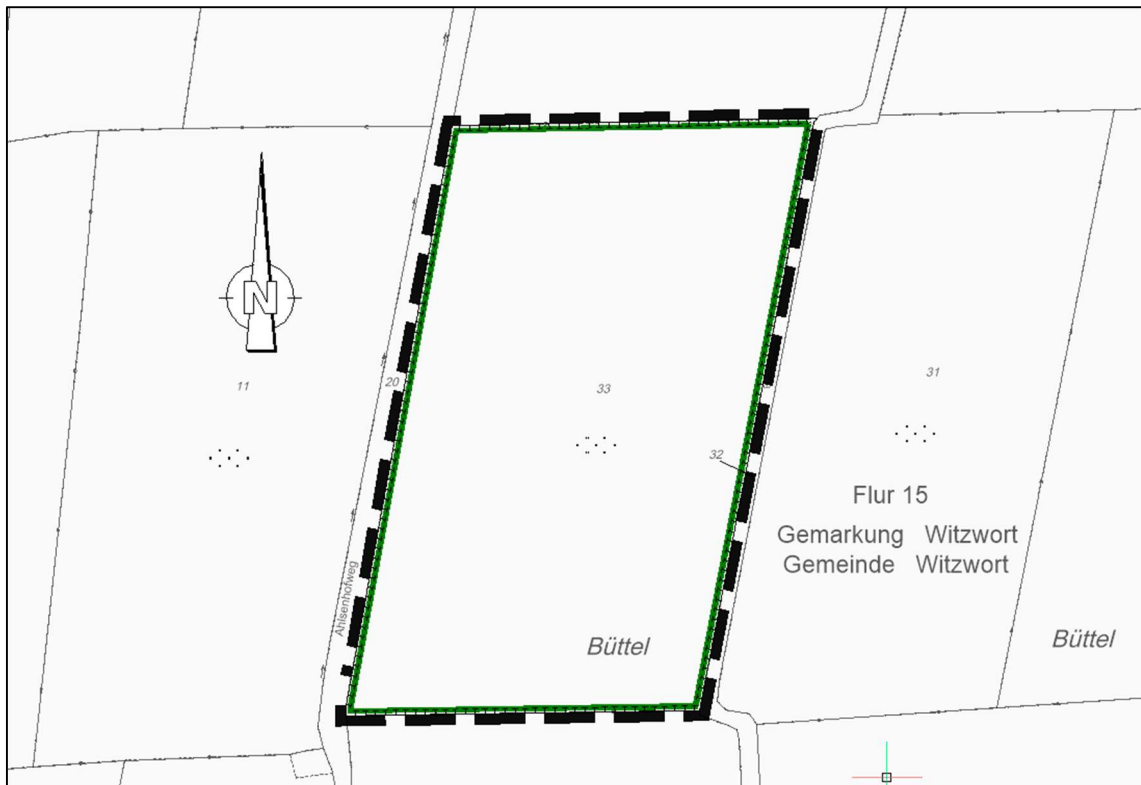 N
11
20
33
31
32
Flur 15
Gemarkung Witzwort
Gemeinde Witzwort
Ahlsenhofweg
Büttel
Büttel